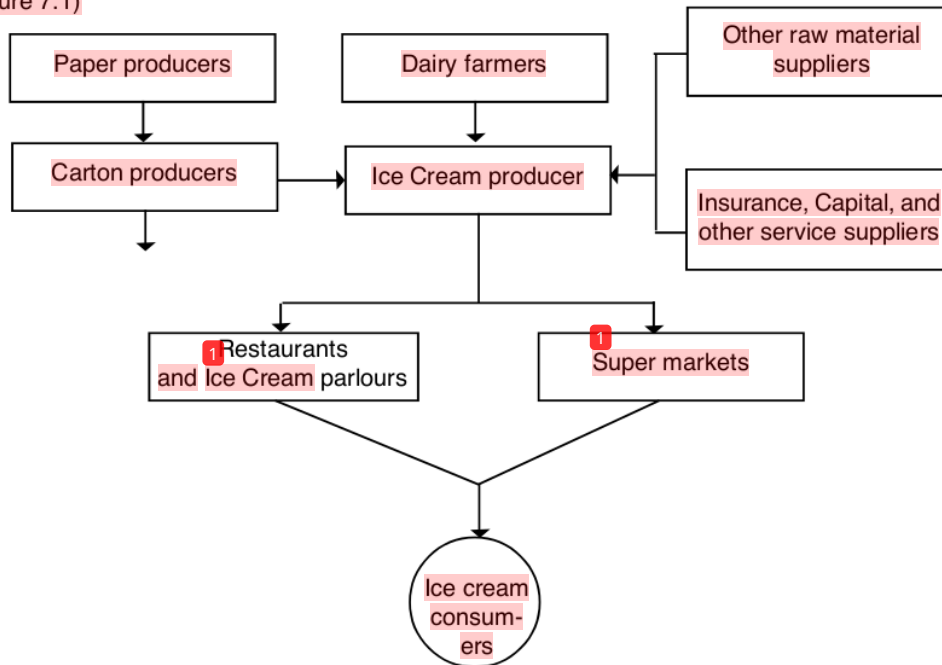 ure 7.1)
Paper producers
Dairy farmers
Other raw material
suppliers
Carton producers
Ice Cream producer
Insurance, Capital, and
other service suppliers
1
Restaurants
and Ice Cream parlours
1
Super markets
Ice cream
consum-
ers